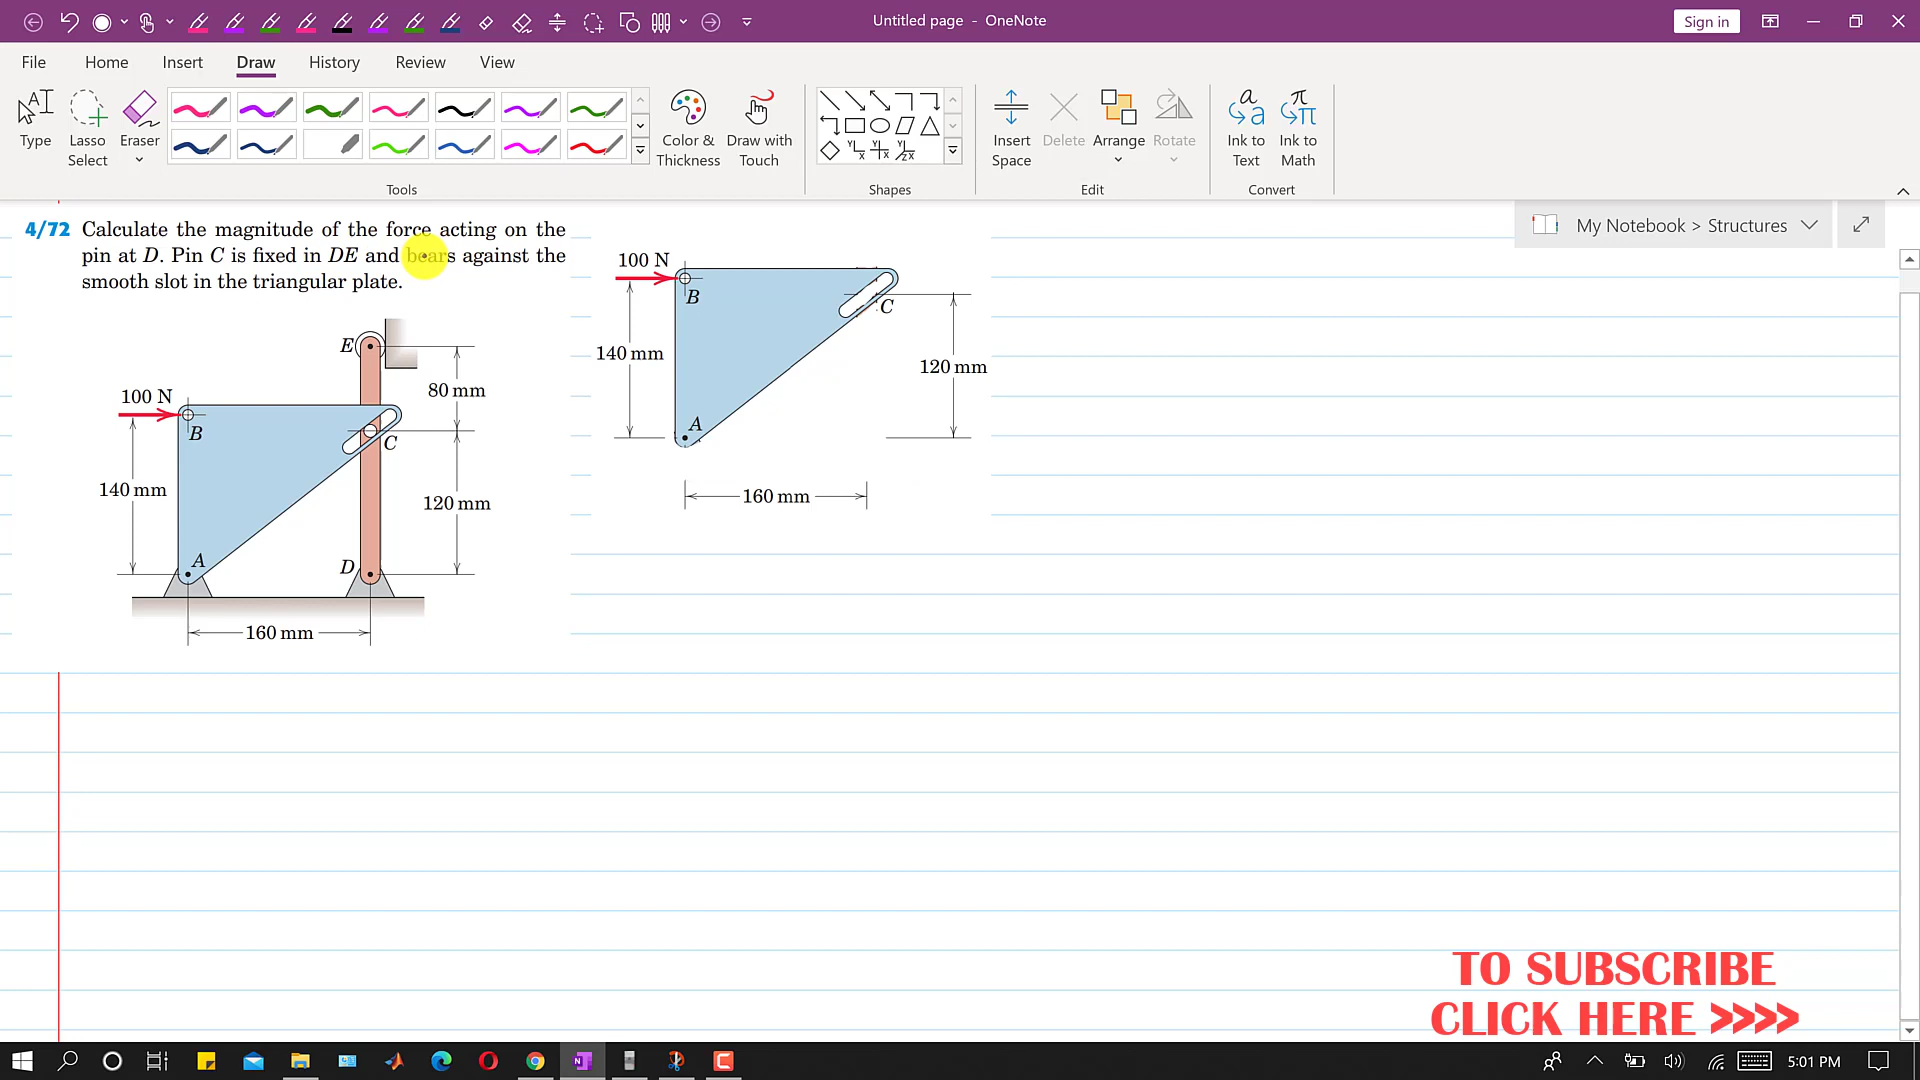 Untitled page - OneNote
Sign in
File Home Insert Draw History Review View
Type
Lasso Select
Eraser
Color & Thickness
Draw with Touch
Insert Space
Delete
Arrange
Rotate
Ink to Text
Ink to Math
Tools
Shapes
Edit
Convert
My Notebook > Structures
4/72 Calculate the magnitude of the force acting on the
pin at D. Pin C is fixed in DE and bears against the
smooth slot in the triangular plate.
E
80 mm
100 N
B
C
140 mm
120 mm
A
D
160 mm
100 N
B
C
140 mm
120 mm
A
160 mm
TO SUBSCRIBE
CLICK HERE >>>>
5:01 PM